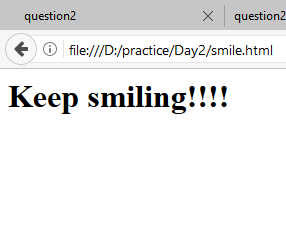 question2 question2
file:///D:/practice/Day2/smile.html
Keep smiling!!!!